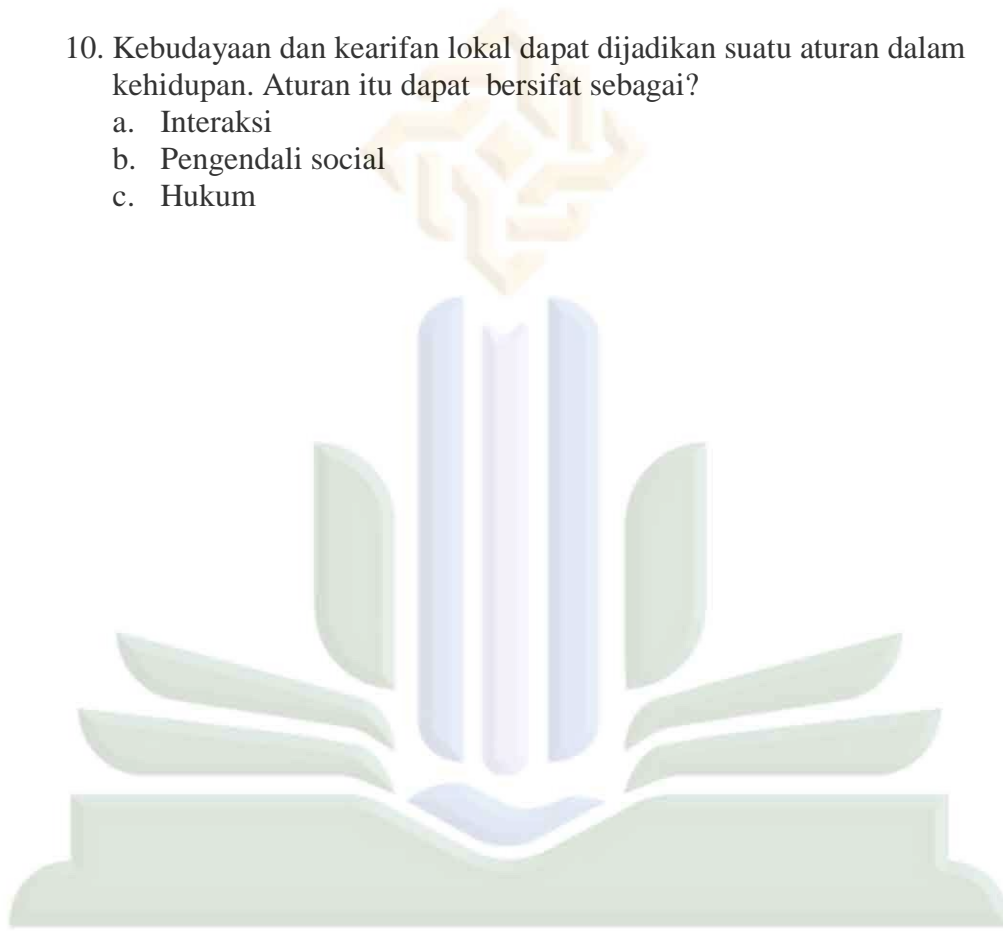 10. Kebudayaan dan kearifan lokal dapat dijadikan suatu aturan dalam
kehidupan. Aturan itu dapat  bersifat sebagai?
a. Interaksi
b. Pengendali social
c. Hukum